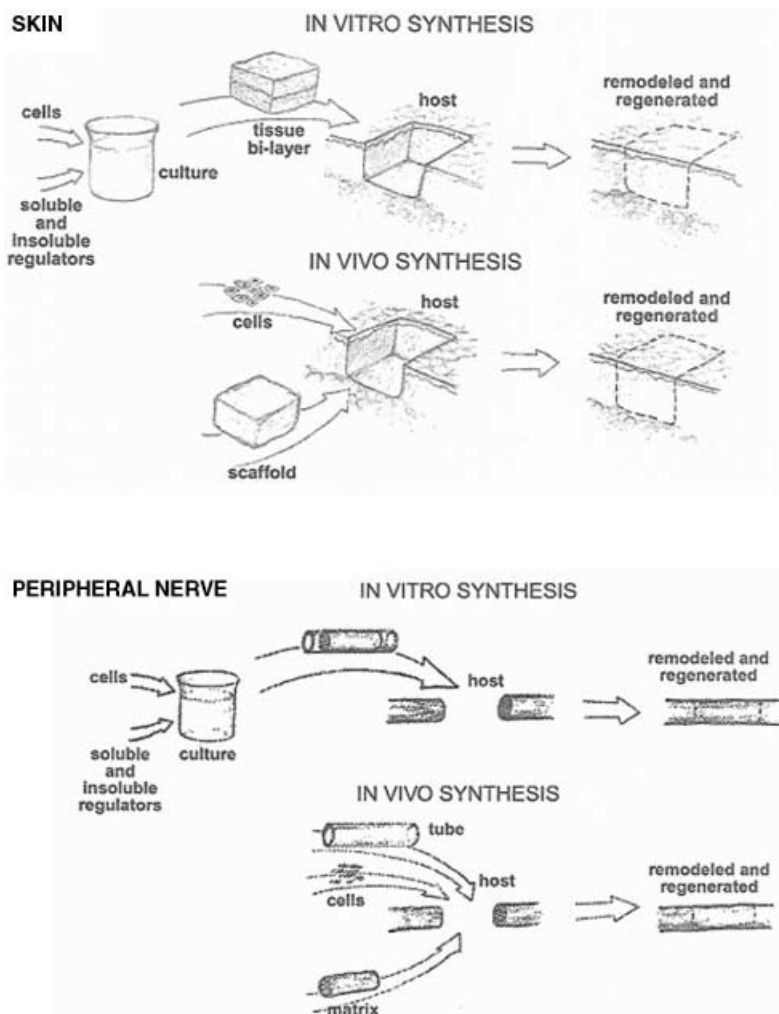 SKIN
IN VITRO SYNTHESIS
cells
culture
soluble
and
insoluble
regulators
tissue
bi-layer
host
remodeled and
regenerated
IN VIVO SYNTHESIS
cells
scaffold
host
remodeled and
regenerated
PERIPHERAL NERVE
IN VITRO SYNTHESIS
cells
culture
soluble
and
insoluble
regulators
host
remodeled and
regenerated
IN VIVO SYNTHESIS
tube
cells
matrix
host
remodeled and
regenerated